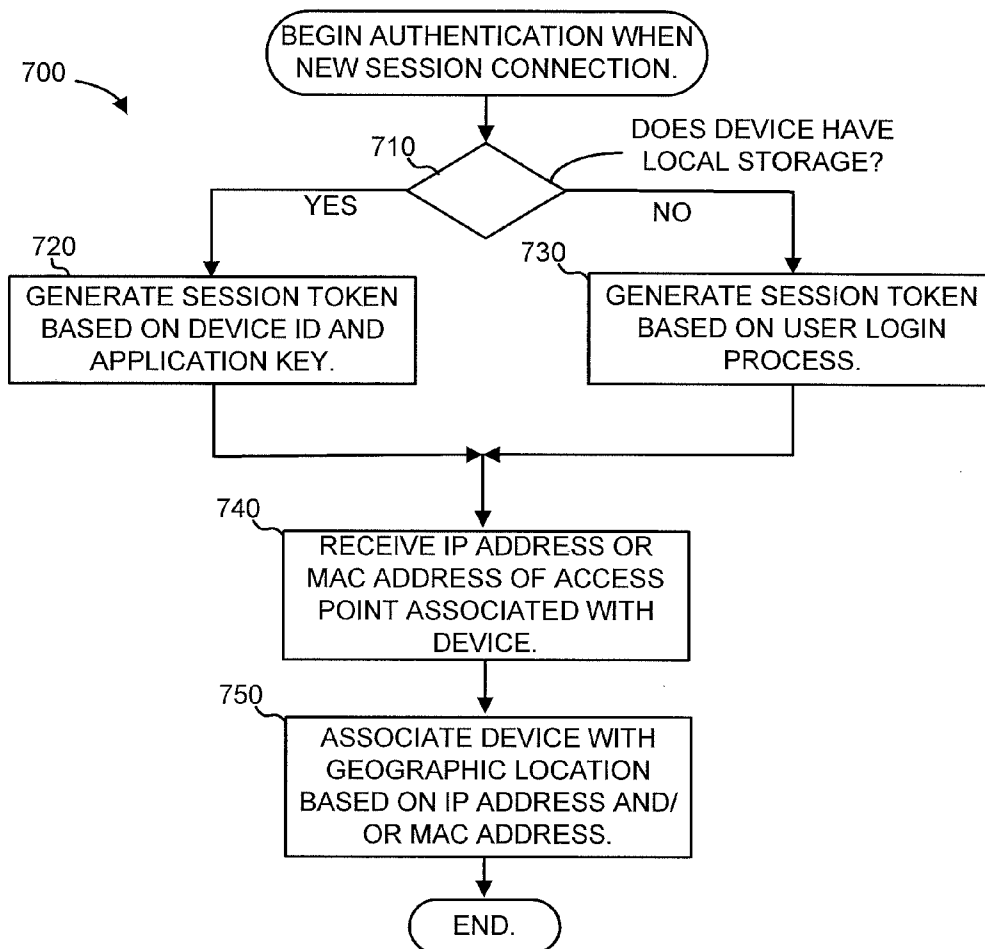 BEGIN AUTHENTICATION WHEN
NEW SESSION CONNECTION.
700
710
DOES DEVICE HAVE
LOCAL STORAGE?
YES
NO
720
GENERATE SESSION TOKEN
BASED ON DEVICE ID AND
APPLICATION KEY.
730
GENERATE SESSION TOKEN
BASED ON USER LOGIN
PROCESS.
740
RECEIVE IP ADDRESS OR
MAC ADDRESS OF ACCESS
POINT ASSOCIATED WITH
DEVICE.
750
ASSOCIATE DEVICE WITH
GEOGRAPHIC LOCATION
BASED ON IP ADDRESS AND/
OR MAC ADDRESS.
END.